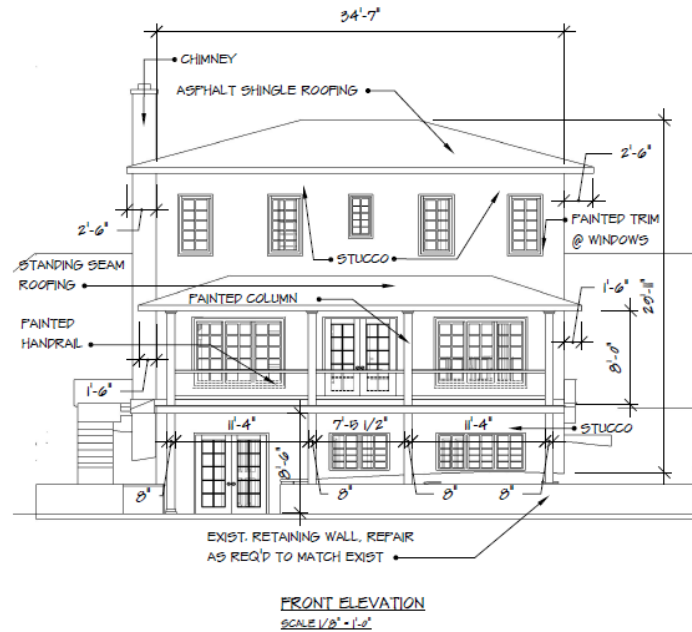 34'-7"
CHIMNEY
ASPHALT SHINGLE ROOFING
2'-6"
2'-6"
PAINTED TRIM
@ WINDOWS
STUCCO
STANDING SEAM
ROOFING
1'-6"
PAINTED COLUMN
PAINTED
HANDRAIL
8'-0"
1'-6"
11'-4"
7'-5 1/2"
11'-4"
STUCCO
8'-6"
8"
8"
8"
8"
EXIST. RETAINING WALL, REPAIR
AS REQ'D TO MATCH EXIST
FRONT ELEVATION
SCALE 1/8" = 1'-0"